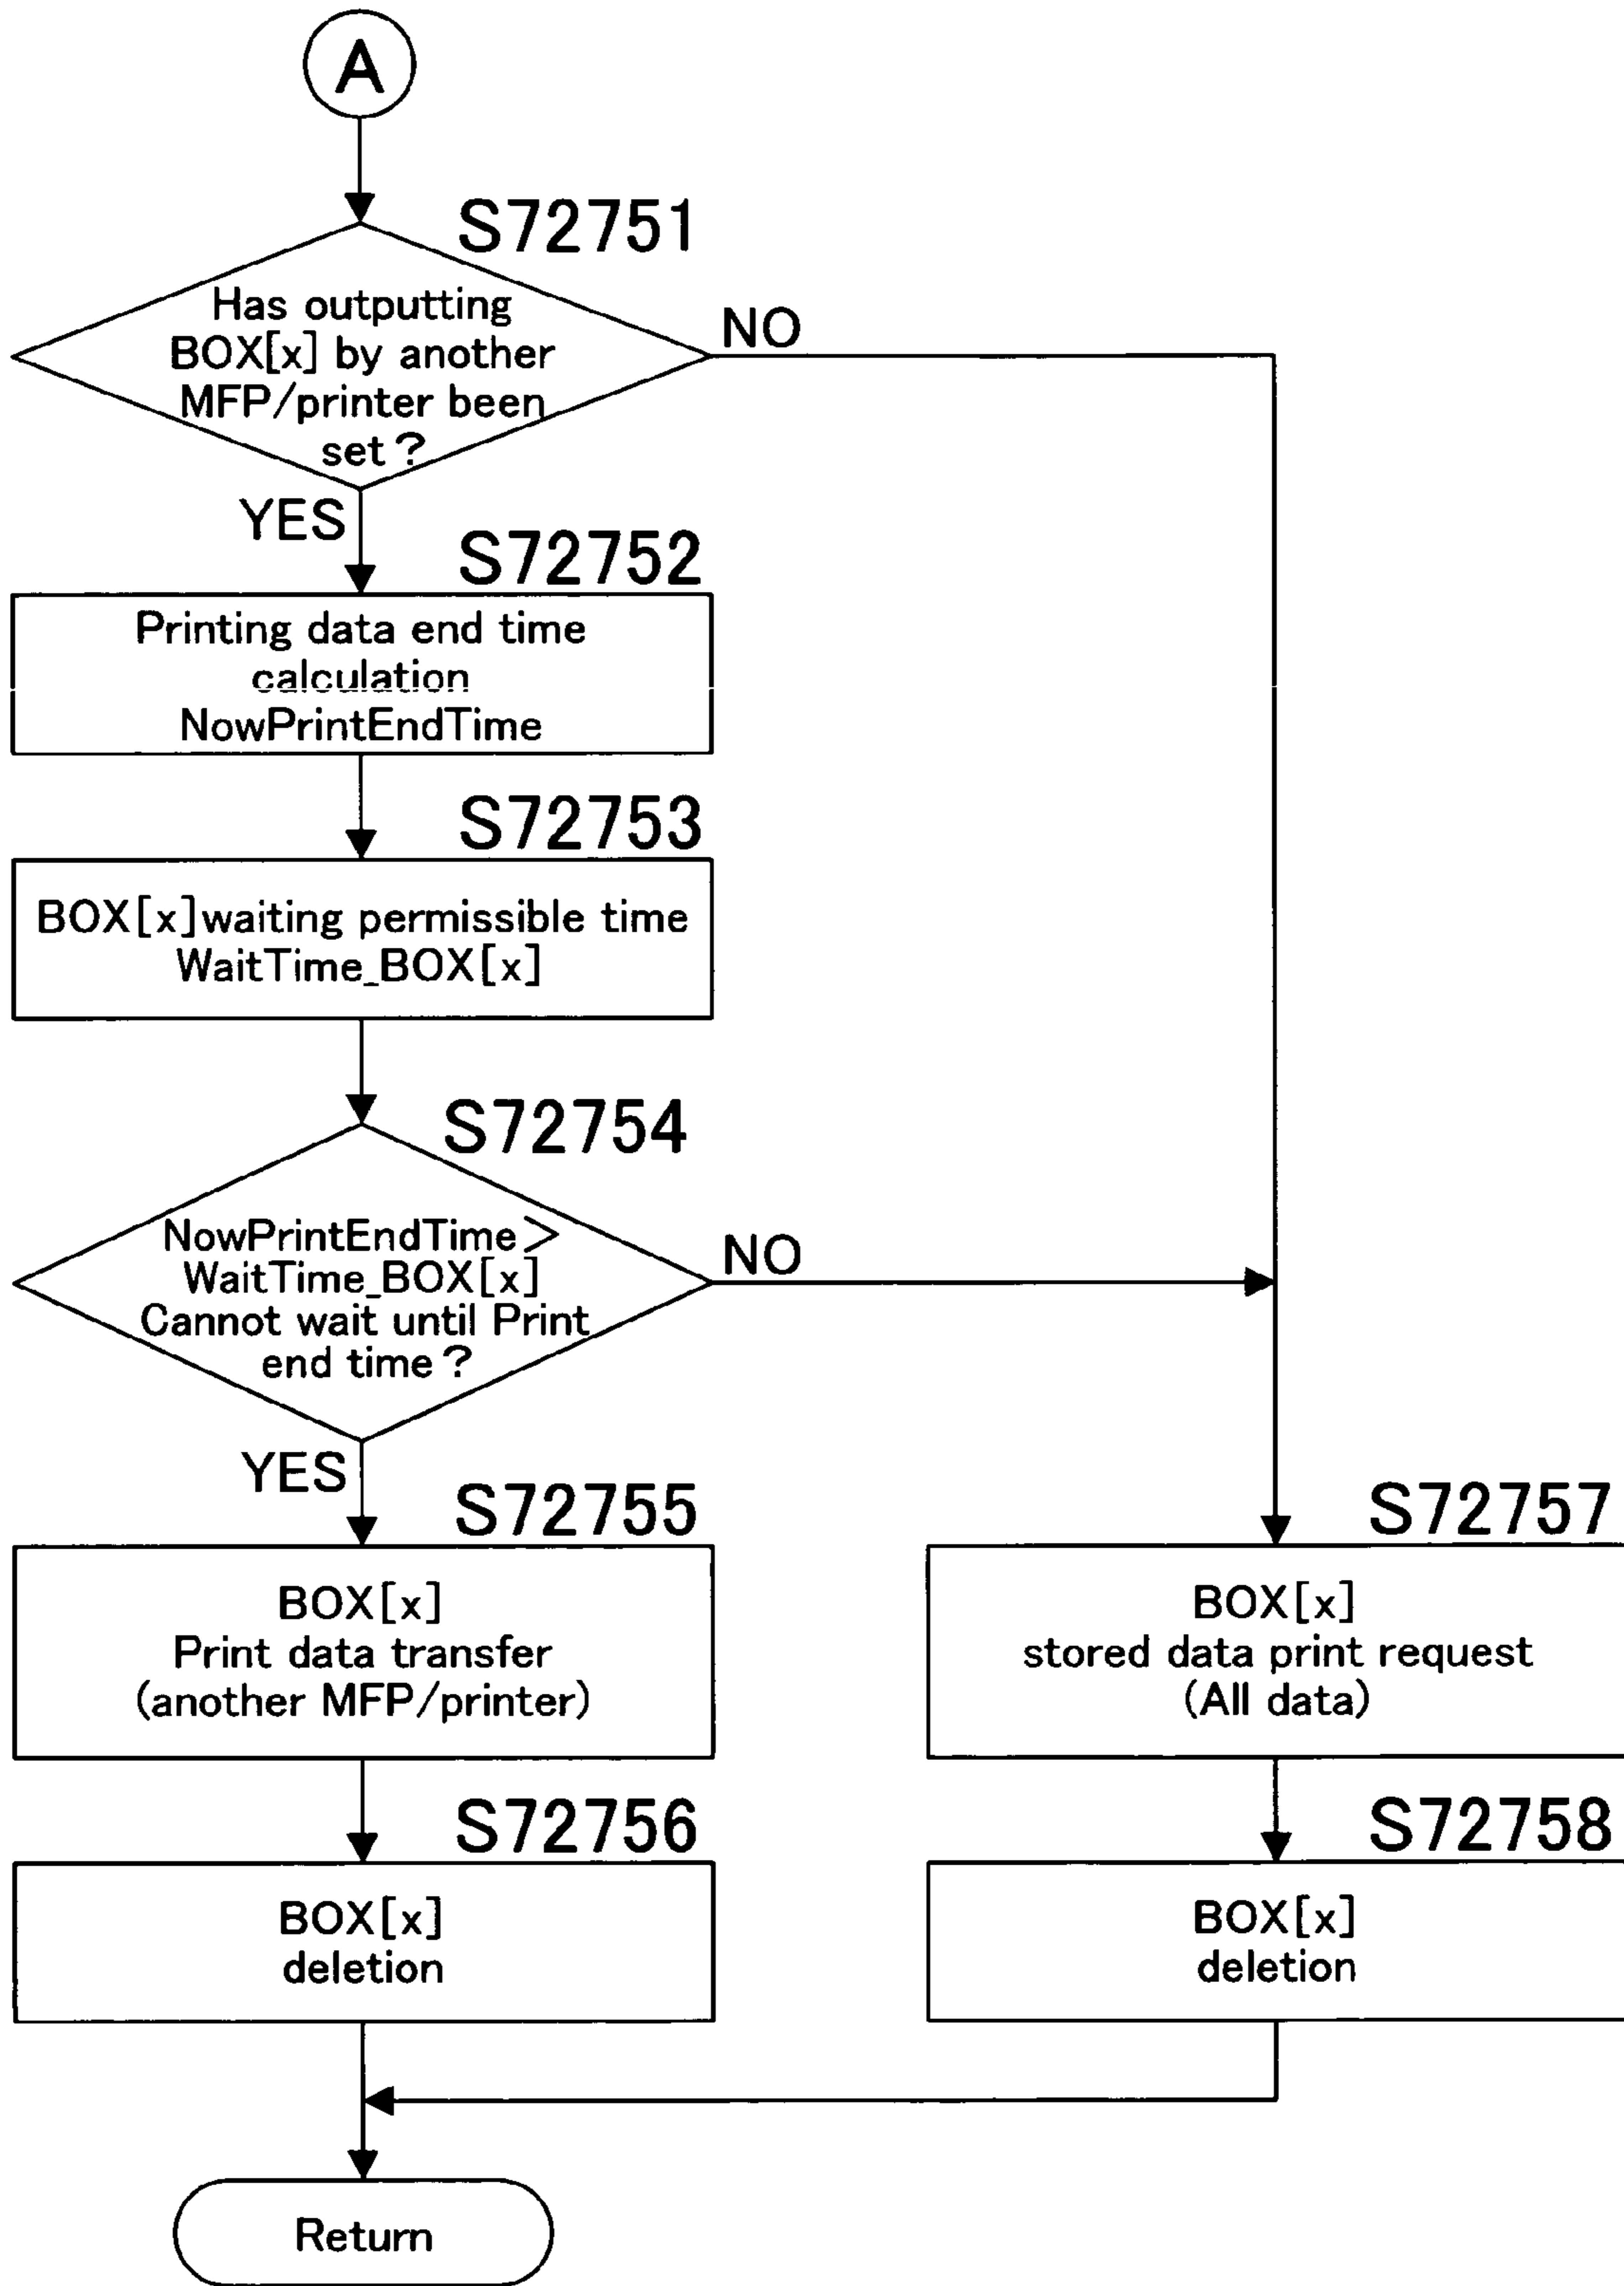 A
S72751
Has outputting
BOX[x] by another
MFP/printer been
set?
NO
YES
S72752
Printing data end time
calculation
NowPrintEndTime
S72753
BOX[x]waiting permissible time
WaitTime_BOX[x]
S72754
NowPrintEndTime>
WaitTime_BOX[x]
Cannot wait until Print
end time?
NO
YES
S72755
BOX[x]
Print data transfer
(another MFP/printer)
S72757
BOX[x]
stored data print request
(All data)
S72756
BOX[x]
deletion
S72758
BOX[x]
deletion
Return